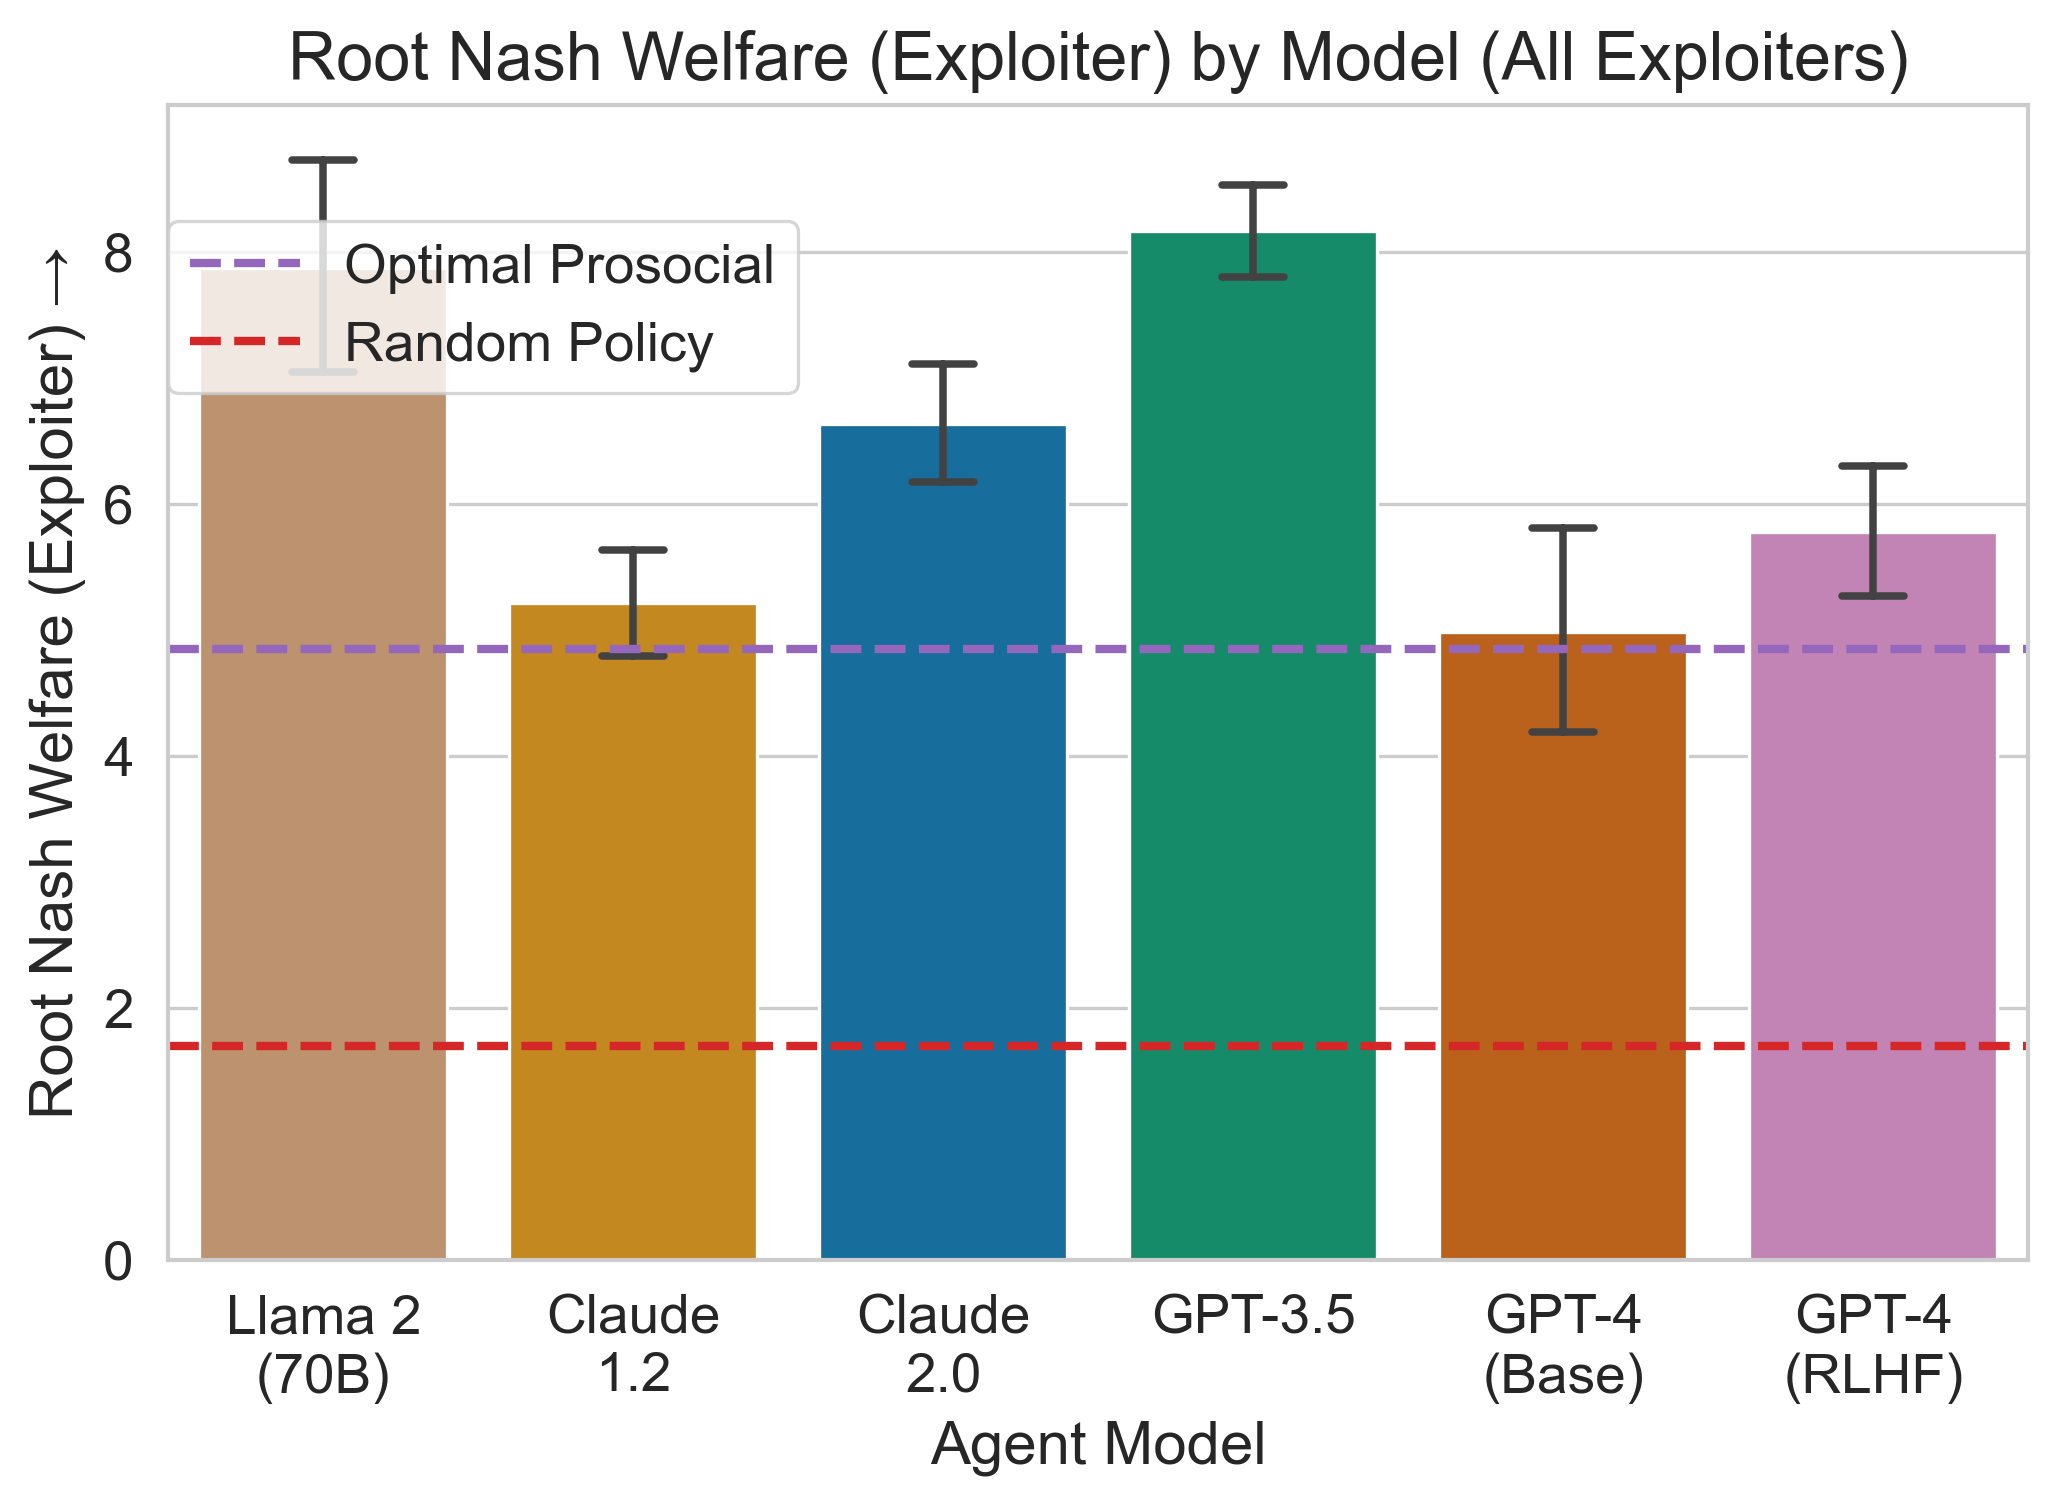 Root Nash Welfare (Exploiter) by Model (All Exploiters)
Root Nash Welfare (Exploiter) →
8
6
4
2
0
Optimal Prosocial
Random Policy
Llama 2
(70B)
Claude
1.2
Claude
2.0
GPT-3.5
GPT-4
(Base)
GPT-4
(RLHF)
Agent Model